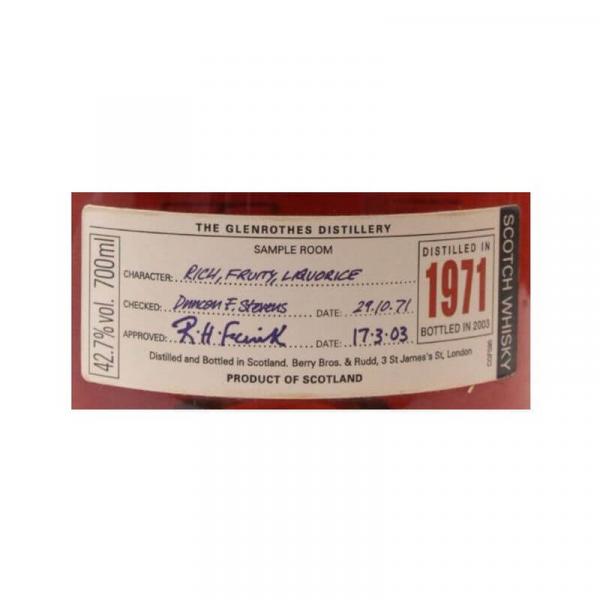 THE GLENROTHES DISTILLERY
SAMPLE ROOM
CHARACTER: RICH, FRUITY, LIQUORICE
CHECKED: Duncan F. Stevens DATE: 29.10.71
APPROVED: R.H. DATE: 17.3.03
Distilled and Bottled in Scotland. Berry Bros. & Rudd, 3 St James's St, London
PRODUCT OF SCOTLAND
42.7% vol. 700ml
DISTILLED IN
1971
BOTTLED IN 2003
SCOTCH WHISKY